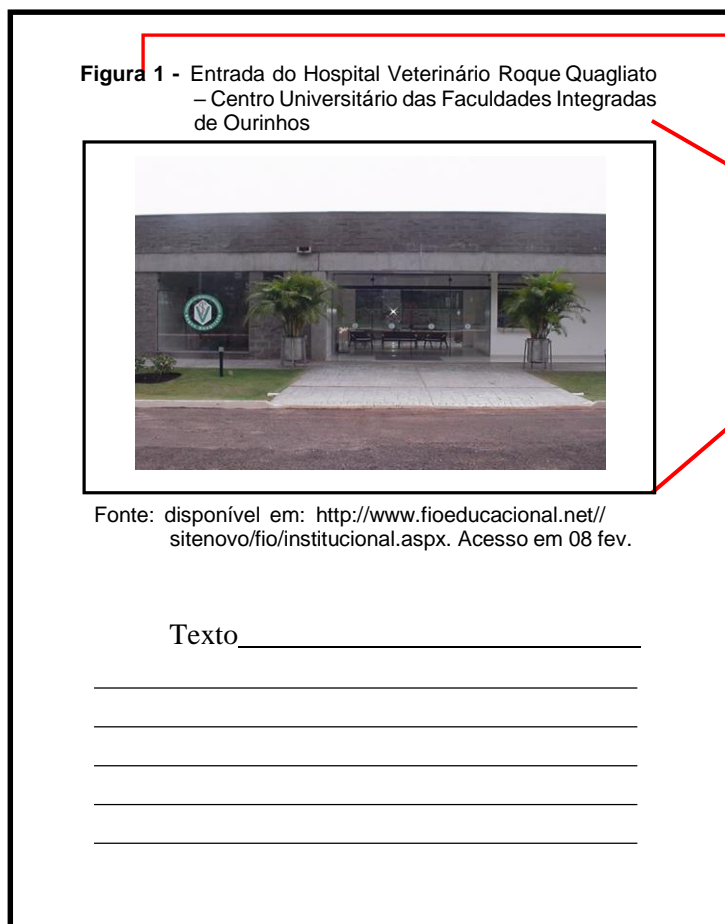 Figura 1 - Entrada do Hospital Veterinário Roque Quagliato
– Centro Universitário das Faculdades Integradas
de Ourinhos
Fonte: disponível em: http://www.fioeducacional.net//
sitenovo/fio/institucional.aspx. Acesso em 08 fev.
Texto